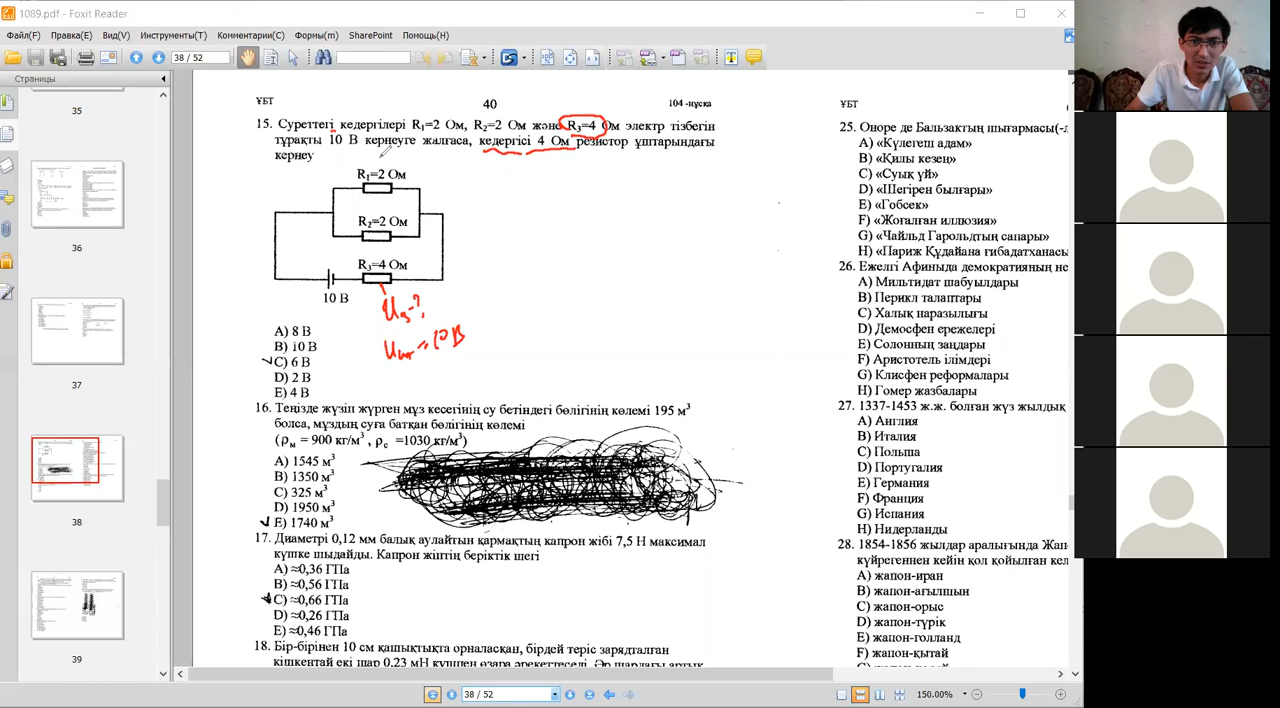 1089.pdf - Foxit Reader
Файл(F) Правка(E) Вид(V) Инструменты(T) Комментарии(C) Формы(m) SharePoint Помощь(H)
38 / 52
Страницы
35
36
37
38
39
ҰБТ 40 104 -нұсқа
15. Суреттегі кедергілері R₁=2 Ом, R₂=2 Ом және R₃=4 Ом электр тізбегін
тұрақты 10 В кернеуге жалғаса, кедергісі 4 Ом резистор ұштарындағы
кернеу
R₁=2 Ом
R₂=2 Ом
R₃=4 Ом
10 В
U₃-?
= 10 В
A) 8 В
B) 10 В
C) 6 В
D) 2 В
E) 4 В
16. Теңізде жүзіп жүрген мұз кесегінің су бетіндегі бөлігінің көлемі 195 м³
болса, мұздың суға батқан бөлігінің көлемі
(ρм = 900 кг/м³ , ρс =1030 кг/м³)
A) 1545 м³
B) 1350 м³
C) 325 м³
D) 1950 м³
E) 1740 м³
17. Диаметрі 0,12 мм балық аулайтын қармақтың капрон жібі 7,5 Н максимал
күшке шыдайды. Капрон жіптің беріктік шегі
A) ≈0,36 ГПа
B) ≈0,56 ГПа
C) ≈0,66 ГПа
D) ≈0,26 ГПа
E) ≈0,46 ГПа
18. Бір-бірінен 10 см қашықтықта орналасқан, бірдей теріс зарядталған
кішкентай екі шар 0,23 мН күшпен өзара әрекеттеседі. Әр шардағы артық
ҰБТ
25. Оноре де Бальзактың шығармасы(-л
A) «Күлегеш адам»
B) «Қилы кезең»
C) «Суық үй»
D) «Шегірен былғары»
E) «Гобсек»
F) «Жоғалған иллюзия»
G) «Чайльд Гарольдтың сапары»
H) «Париж Құдайана ғибадатханасы
26. Ежелгі Афиныда демократияның не
A) Мильтидат шабуылдары
B) Перикл талаптары
C) Халық наразылығы
D) Демосфен ережелері
E) Солонның заңдары
F) Аристотель ілімдері
G) Клисфен реформалары
H) Гомер жазбалары
27. 1337-1453 ж.ж. болған жүз жылдық
A) Англия
B) Италия
C) Польша
D) Португалия
E) Германия
F) Франция
G) Испания
H) Нидерланды
28. 1854-1856 жылдар аралығында Жап
күйрегеннен кейін қол қойылған кел
A) жапон-иран
B) жапон-ағылшын
C) жапон-орыс
D) жапон-түрік
E) жапон-голланд
F) жапон-қытай
38 / 52
150.00%